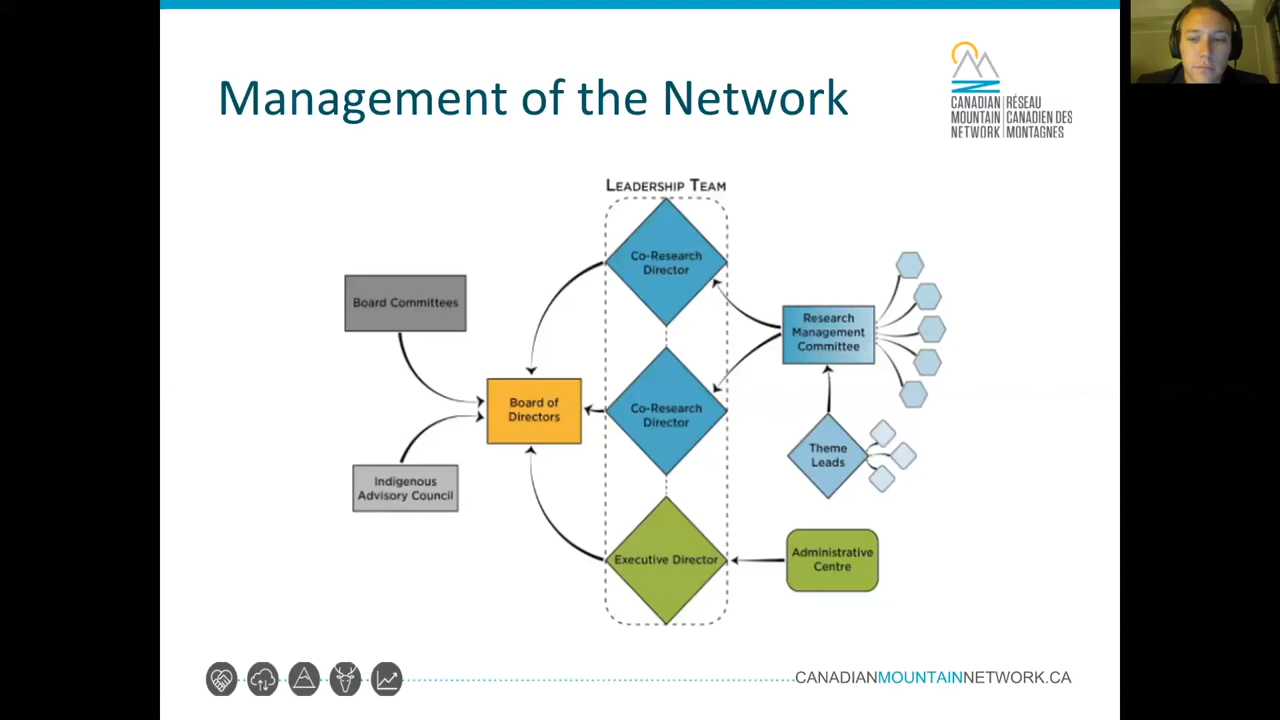 Management of the Network
CANADIAN
MOUNTAIN
NETWORK
RÉSEAU
CANADIEN DES
MONTAGNES
LEADERSHIP TEAM
Co-Research
Director
Board Committees
Research
Management
Committee
Board of
Directors
Co-Research
Director
Theme
Leads
Indigenous
Advisory Council
Executive Director
Administrative
Centre
CANADIANMOUNTAINNETWORK.CA